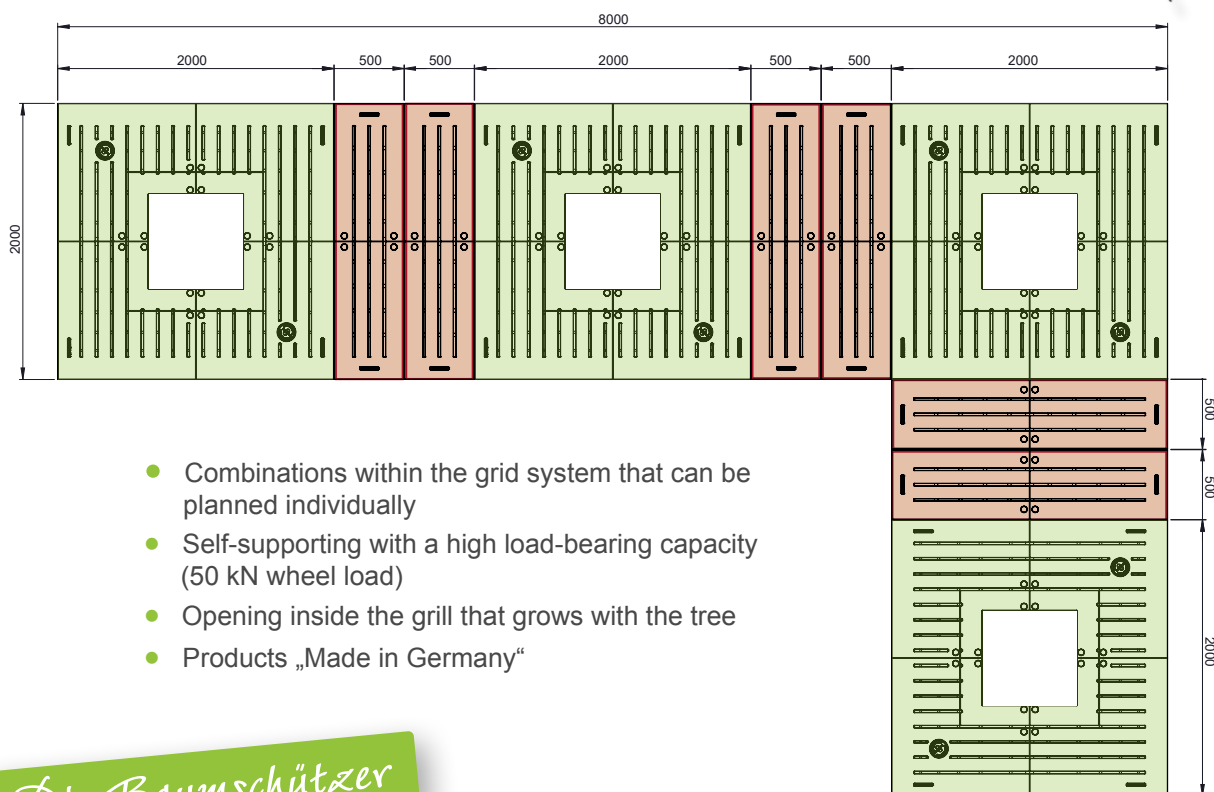 8000
2000 500 500 2000 500 500 2000
2000
500
500
2000
• Combinations within the grid system that can be
planned individually
• Self-supporting with a high load-bearing capacity
(50 kN wheel load)
• Opening inside the grill that grows with the tree
• Products „Made in Germany“
Die Baumschützer